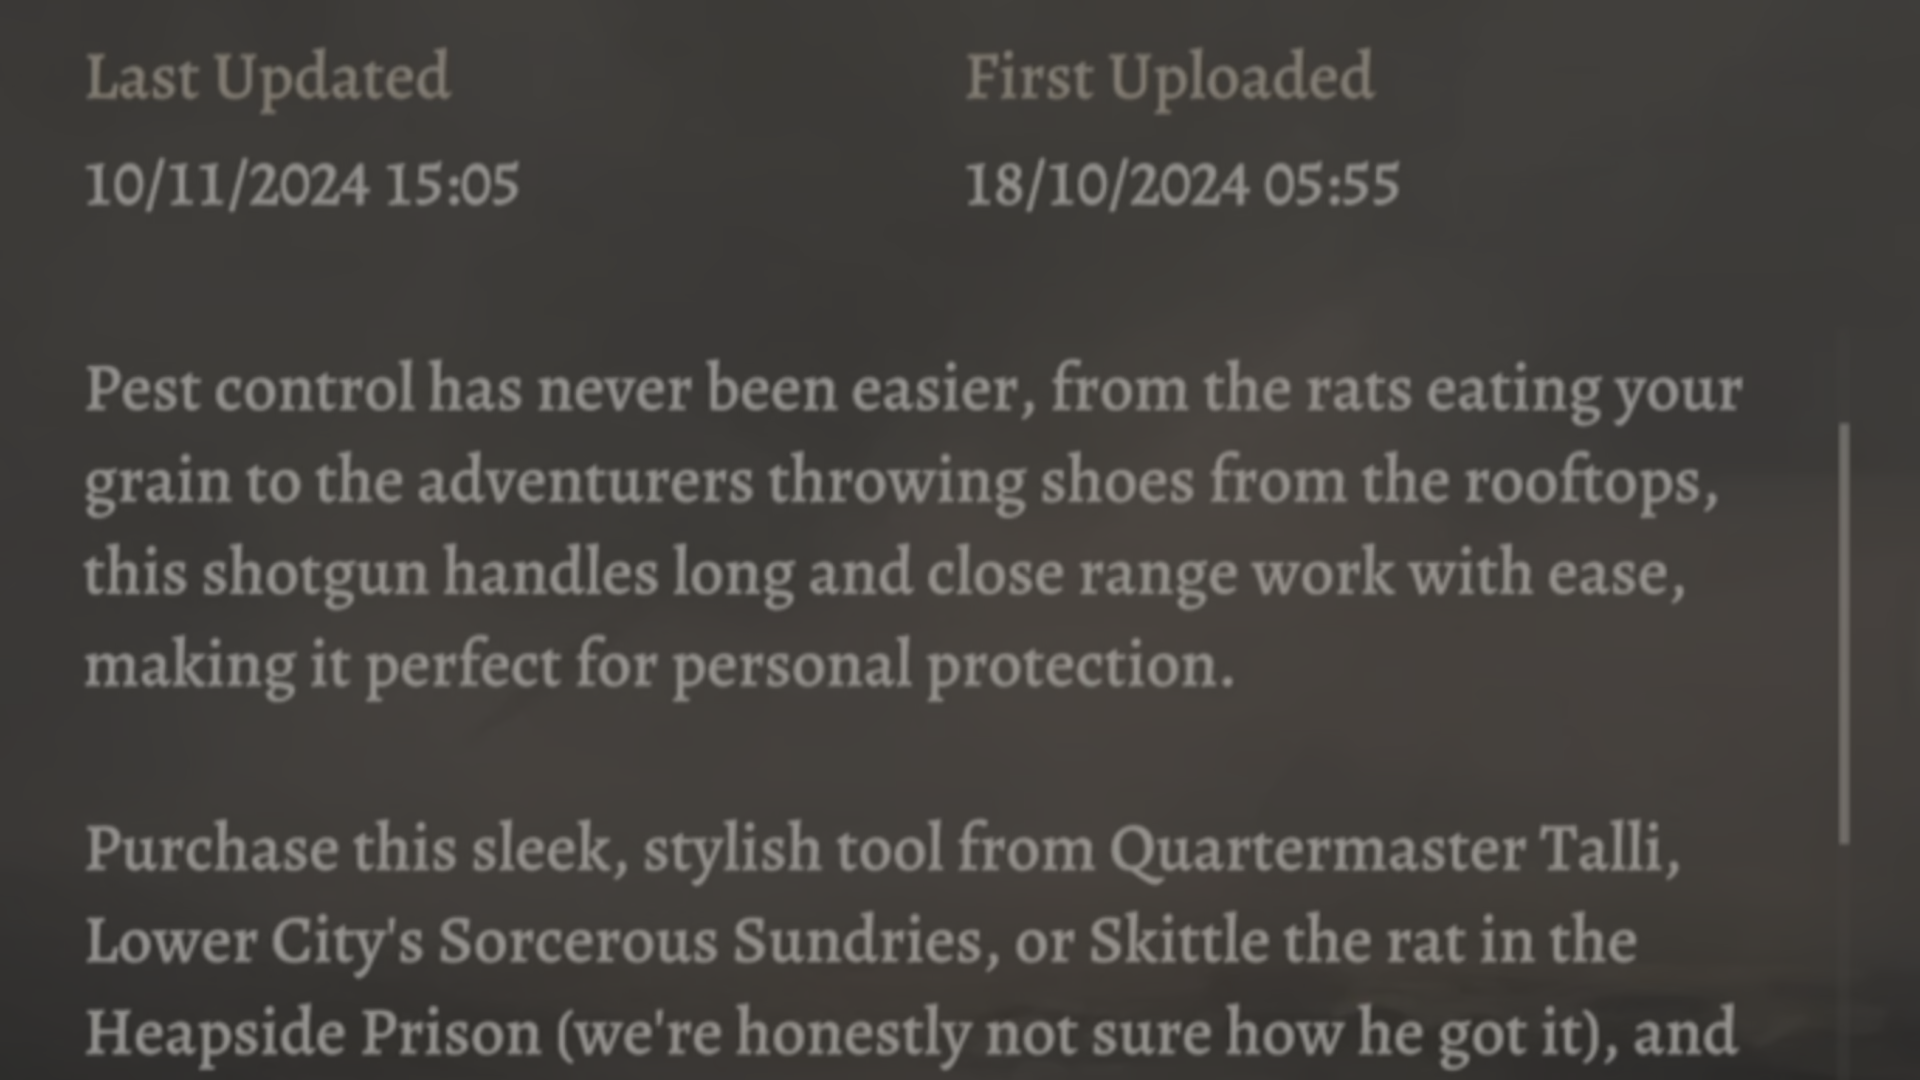 Last Updated
First Uploaded
10/11/2024 15:05
18/10/2024 05:55
Pest control has never been easier, from the rats eating your
grain to the adventurers throwing shoes from the rooftops,
this shotgun handles long and close range work with ease,
making it perfect for personal protection.
Purchase this sleek, stylish tool from Quartermaster Talli,
Lower City's Sorcerous Sundries, or Skittle the rat in the
Heapside Prison (we're honestly not sure how he got it), and